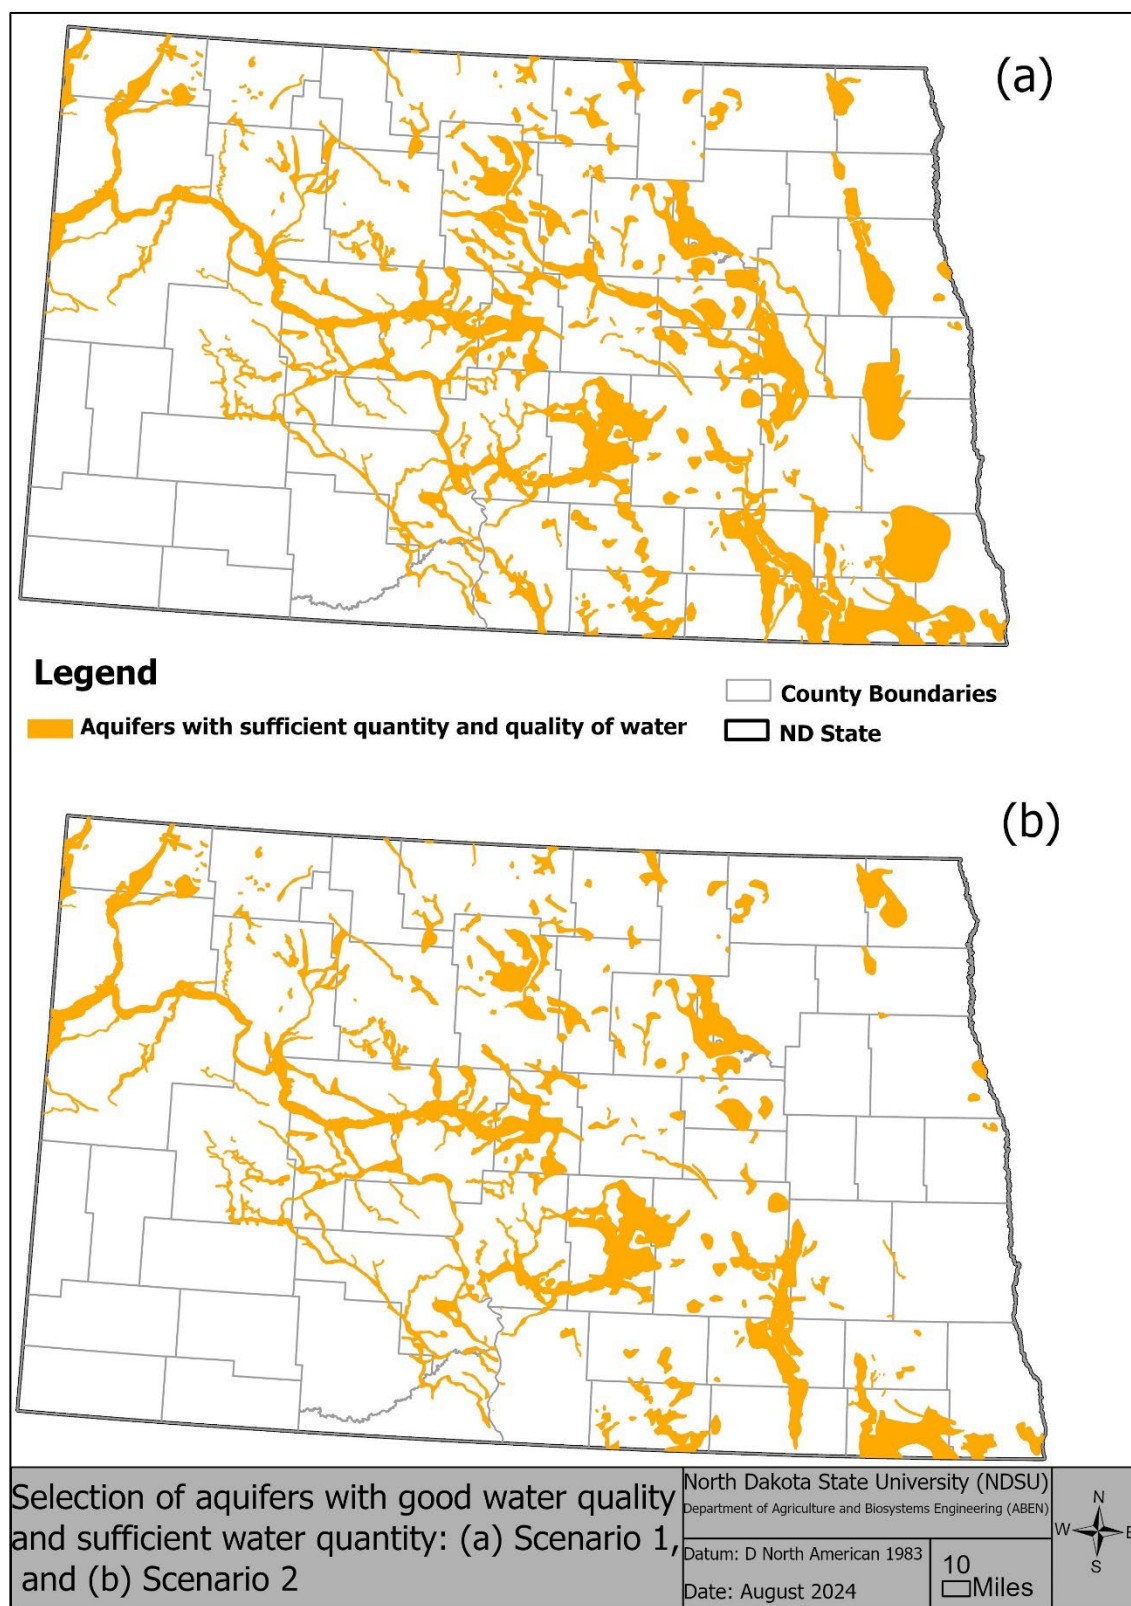 (a)
Legend
Aquifers with sufficient quantity and quality of water
County Boundaries
ND State
(b)
Selection of aquifers with good water quality
and sufficient water quantity: (a) Scenario 1,
and (b) Scenario 2
North Dakota State University (NDSU)
Department of Agriculture and Biosystems Engineering (ABEN)
Datum: D North American 1983
Date: August 2024
10
Miles
N
W E
S